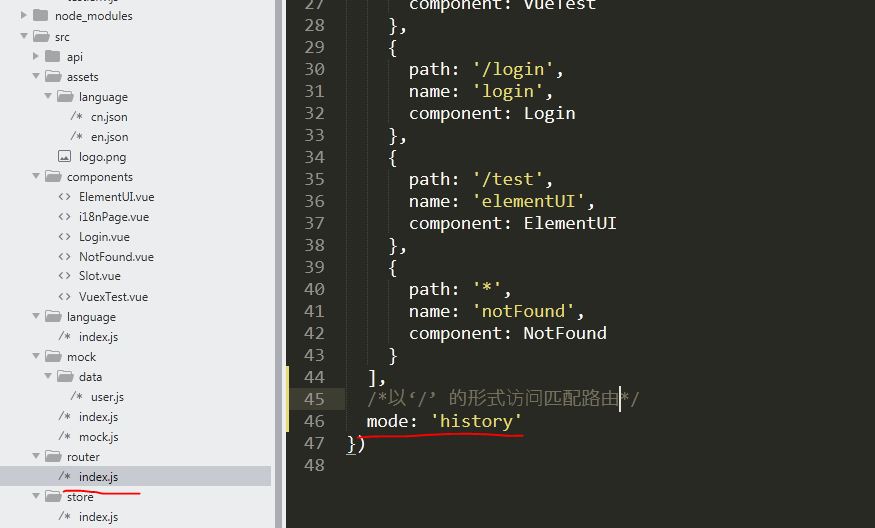 node_modules
src
api
assets
language
cn.json
en.json
logo.png
components
ElementUI.vue
i18nPage.vue
Login.vue
NotFound.vue
Slot.vue
VuexTest.vue
language
index.js
mock
data
user.js
index.js
mock.js
router
index.js
store
index.js
27 component: VueTest
28 },
29 {
30 path: '/login',
31 name: 'login',
32 component: Login
33 },
34 {
35 path: '/test',
36 name: 'elementUI',
37 component: ElementUI
38 },
39 {
40 path: '*',
41 name: 'notFound',
42 component: NotFound
43 }
44 ],
45 /*以‘/’ 的形式访问匹配路由*/
46 mode: 'history'
47 })
48